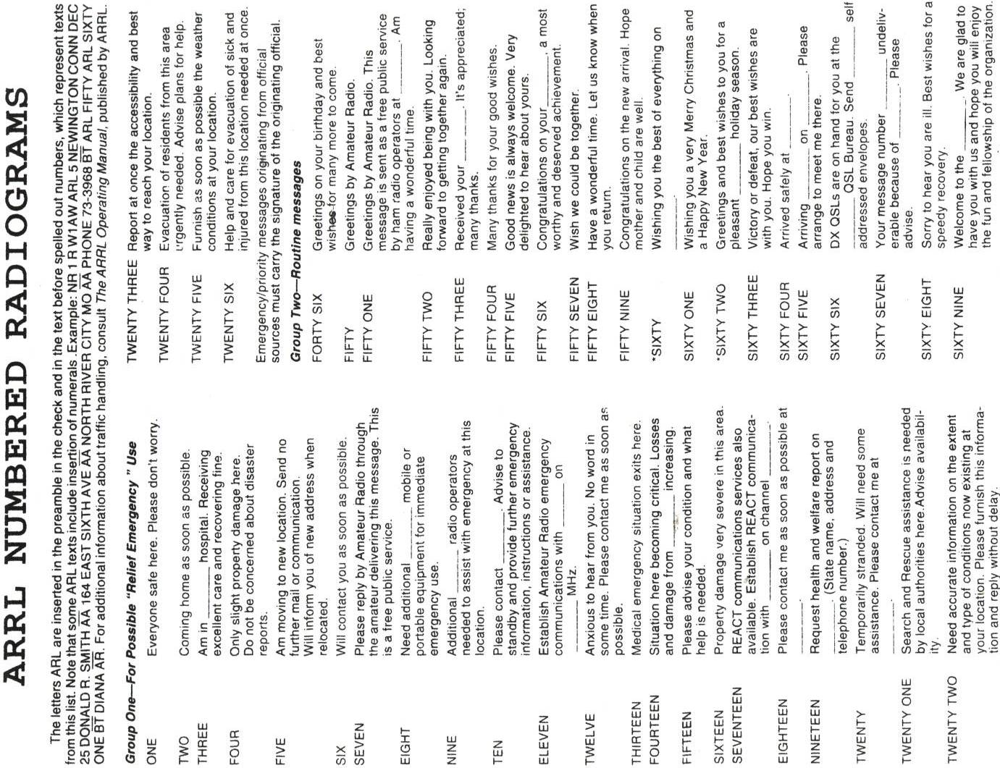 ARRL NUMBERED RADIOGRAMS
The letters ARL are inserted in the preamble in the check and in the text before spelled out numbers, which represent texts
from this list. Note that some ARL texts include insertion of numerals. Example: NR 1 R W1AW ARL 5 NEWINGTON CONN DEC
25 DONALD R. SMITH AA 164 EAST SIXTH AVE AA NORTH RIVER CITY MO AA PHONE 73-3968 BT ARL FIFTY ARL SIXTY
ONE BT DIANA AR. For additional information about traffic handling, consult The ARRL Operating Manual, published by ARRL.
Group One—For Possible "Relief Emergency" Use
ONE Everyone safe here. Please don't worry.
TWO Coming home as soon as possible.
THREE Am in ______ hospital. Receiving
excellent care and recovering fine.
FOUR Only slight property damage here.
Do not be concerned about disaster
reports.
FIVE Am moving to new location. Send no
further mail or communication.
Will inform you of new address when
relocated.
SIX Will contact you as soon as possible.
SEVEN Please reply by Amateur Radio through
the amateur delivering this message. This
is a free public service.
EIGHT Need additional ______ mobile or
portable equipment for immediate
emergency use.
NINE Additional ______ radio operators
needed to assist with emergency at this
location.
TEN Please contact ______. Advise to
standby and provide further emergency
information, instructions or assistance.
ELEVEN Establish Amateur Radio emergency
communications with ______ on
______ MHz.
TWELVE Anxious to hear from you. No word in
some time. Please contact me as soon as
possible.
THIRTEEN Medical emergency situation exits here.
FOURTEEN Situation here becoming critical. Losses
and damage from ______ increasing.
FIFTEEN Please advise your condition and what
help is needed.
SIXTEEN Property damage very severe in this area.
SEVENTEEN REACT communications services also
available. Establish REACT communica-
tion with ______ on channel ______.
EIGHTEEN Please contact me as soon as possible at
______.
NINETEEN Request health and welfare report on
______. (State name, address and
telephone number.)
TWENTY Temporarily stranded. Will need some
assistance. Please contact me at
______.
TWENTY ONE Search and Rescue assistance is needed
by local authorities here. Advise availabil-
ity.
TWENTY TWO Need accurate information on the extent
and type of conditions now existing at
your location. Please furnish this informa-
tion and reply without delay.
TWENTY THREE Report at once the accessibility and best
way to reach your location.
TWENTY FOUR Evacuation of residents from this area
urgently needed. Advise plans for help.
TWENTY FIVE Furnish as soon as possible the weather
conditions at your location.
TWENTY SIX Help and care for evacuation of sick and
injured from this location needed at once.
Emergency/priority messages originating from official
sources must carry the signature of the originating official.
Group Two—Routine messages
FORTY SIX Greetings on your birthday and best
wishes for many more to come.
FIFTY Greetings by Amateur Radio.
FIFTY ONE Greetings by Amateur Radio. This
message is sent as a free public service
by ham radio operators at ______. Am
having a wonderful time.
FIFTY TWO Really enjoyed being with you. Looking
forward to getting together again.
FIFTY THREE Received your ______. It's appreciated;
many thanks.
FIFTY FOUR Many thanks for your good wishes.
FIFTY FIVE Good news is always welcome. Very
delighted to hear about yours.
FIFTY SIX Congratulations on your ______, a most
worthy and deserved achievement.
FIFTY SEVEN Wish we could be together.
FIFTY EIGHT Have a wonderful time. Let us know when
you return.
FIFTY NINE Congratulations on the new arrival. Hope
mother and child are well.
*SIXTY Wishing you the best of everything on
______.
SIXTY ONE Wishing you a very Merry Christmas and
a Happy New Year.
*SIXTY TWO Greetings and best wishes to you for a
pleasant ______ holiday season.
SIXTY THREE Victory or defeat, our best wishes are
with you. Hope you win.
SIXTY FOUR Arrived safely at ______.
SIXTY FIVE Arriving ______ on ______. Please
arrange to meet me there.
SIXTY SIX DX QSLs are on hand for you at the
______ QSL Bureau. Send ______ self
addressed envelopes.
SIXTY SEVEN Your message number ______ undeliv-
erable because of ______. Please
advise.
SIXTY EIGHT Sorry to hear you are ill. Best wishes for a
speedy recovery.
SIXTY NINE Welcome to the ______. We are glad to
have you with us and hope you will enjoy
the fun and fellowship of the organization.